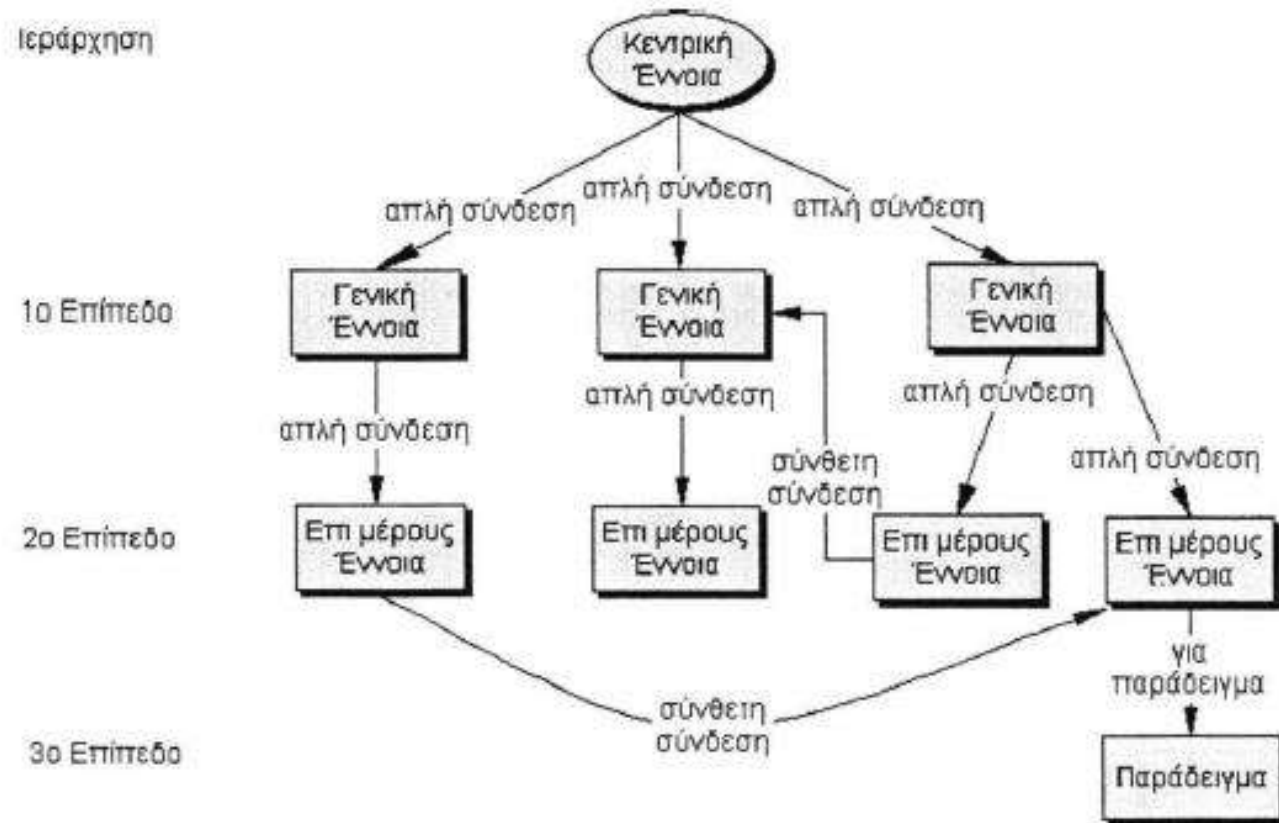 Ιεράρχηση
Κεντρική
Έννοια
απλή σύνδεση
απλή σύνδεση
απλή σύνδεση
1ο Επίπεδο
Γενική
Έννοια
Γενική
Έννοια
Γενική
Έννοια
απλή σύνδεση
απλή σύνδεση
απλή σύνδεση
απλή σύνδεση
σύνθετη
σύνδεση
2ο Επίπεδο
Επι μέρους
Έννοια
Επι μέρους
Έννοια
Επι μέρους
Έννοια
Επι μέρους
Έννοια
για
παράδειγμα
σύνθετη
σύνδεση
3ο Επίπεδο
Παράδειγμα